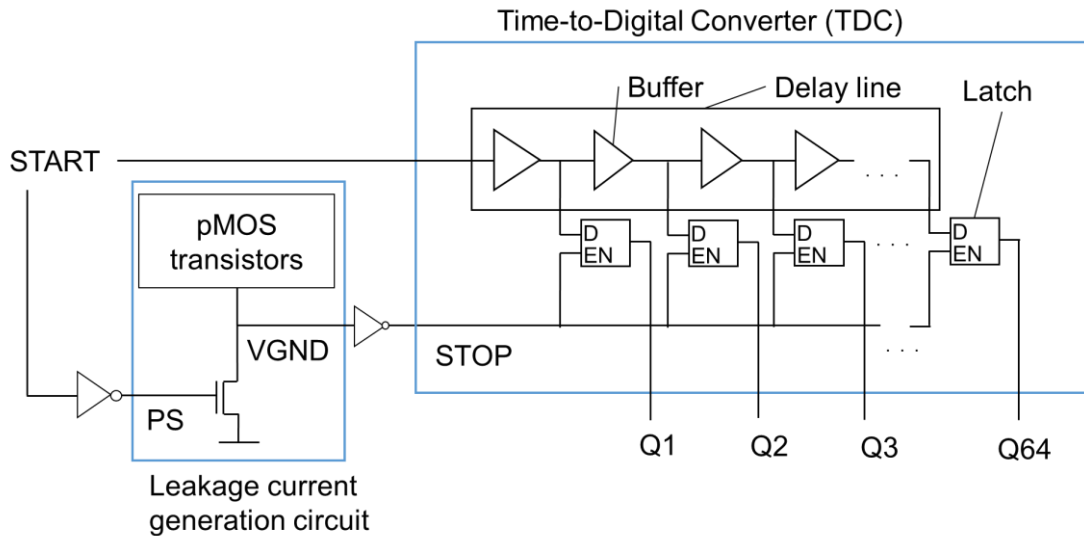 Time-to-Digital Converter (TDC)
Buffer
Delay line
Latch
START
pMOS
transistors
D
EN
D
EN
D
EN
. . .
D
EN
. . .
VGND
STOP
. . .
PS
Q1
Q2
Q3
Q64
Leakage current
generation circuit